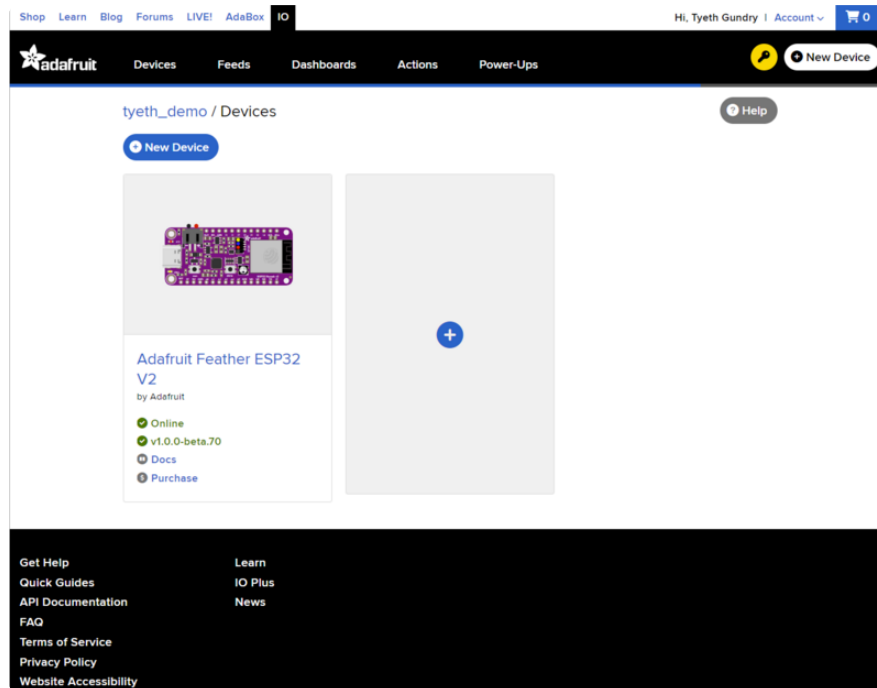 Shop Learn Blog Forums LIVE! AdaBox IO
Hi, Tyeth Gundry | Account 0
adafruit Devices Feeds Dashboards Actions Power-Ups New Device
tyeth_demo / Devices
Help
New Device
Adafruit Feather ESP32
V2
by Adafruit
Online
v1.0.0-beta.70
Docs
Purchase
Get Help
Quick Guides
API Documentation
FAQ
Terms of Service
Privacy Policy
Website Accessibility
Learn
IO Plus
News